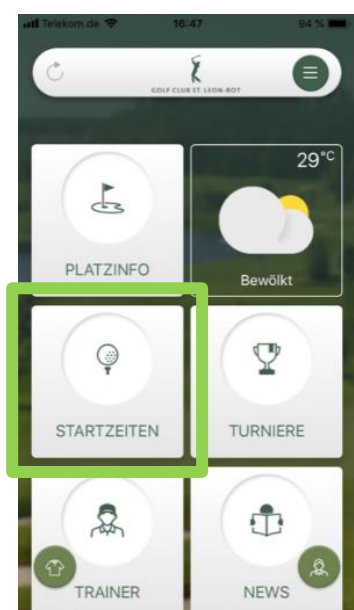 Telekom.de 16:47 94 %
GOLF CLUB ST. LEON-ROT
29°C
PLATZINFO
Bewölkt
STARTZEITEN
TURNIERE
TRAINER
NEWS